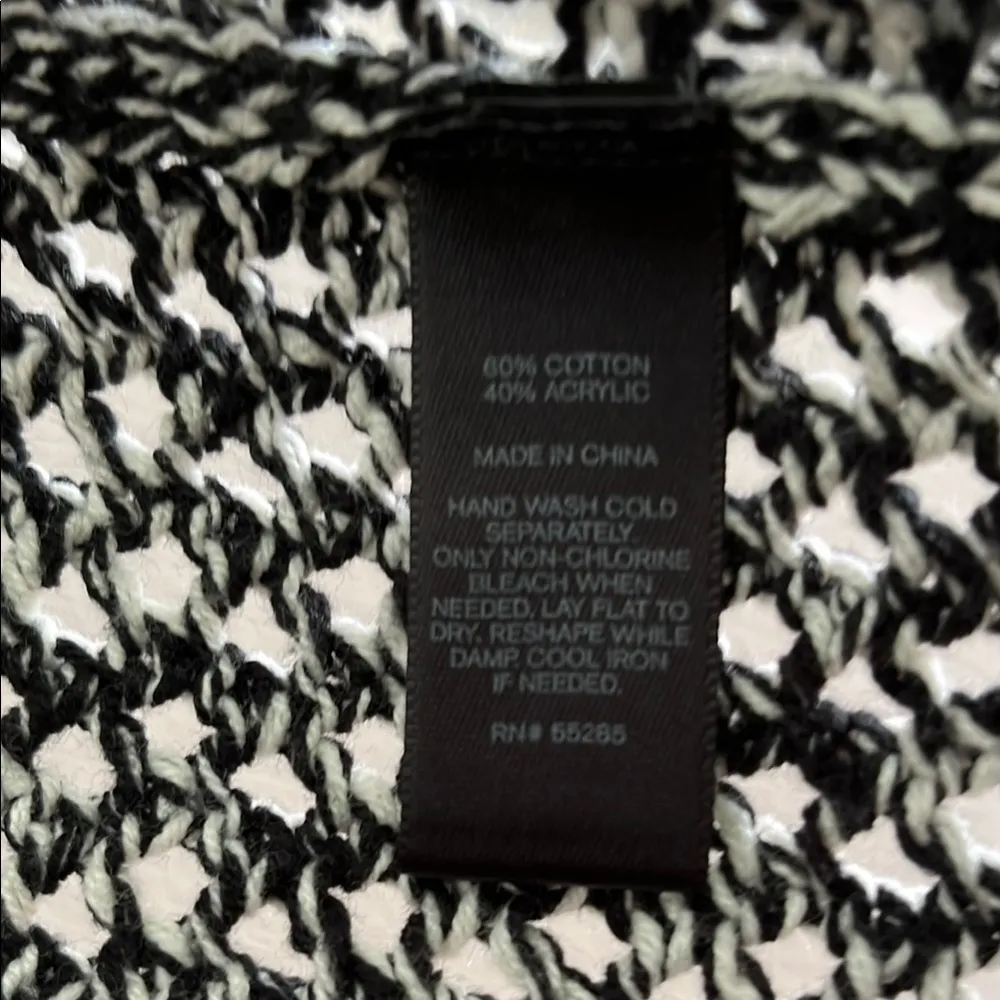 60% COTTON
40% ACRYLIC
MADE IN CHINA
HAND WASH COLD
SEPARATELY.
ONLY NON-CHLORINE
BLEACH WHEN
NEEDED. LAY FLAT TO
DRY. RESHAPE WHILE
DAMP. COOL IRON
IF NEEDED.
RN# 55285